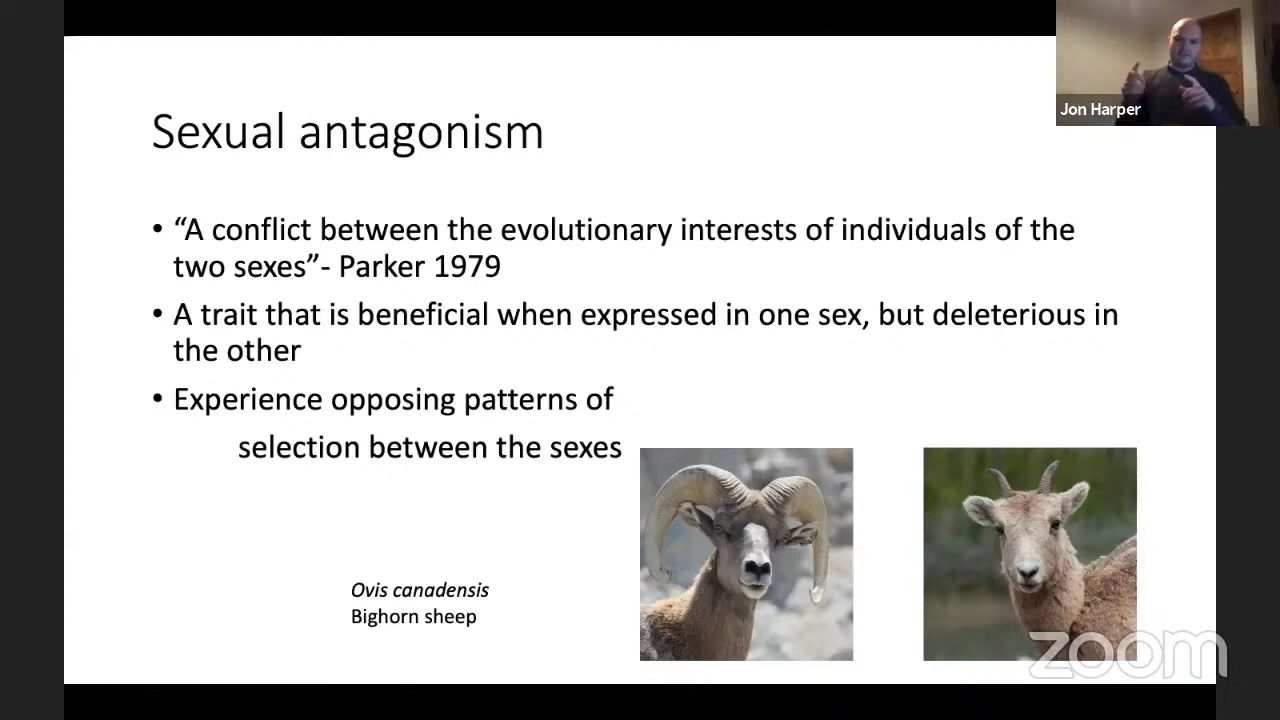 Jon Harper
Sexual antagonism
• “A conflict between the evolutionary interests of individuals of the
two sexes”- Parker 1979
• A trait that is beneficial when expressed in one sex, but deleterious in
the other
• Experience opposing patterns of
selection between the sexes
Ovis canadensis
Bighorn sheep
zoom